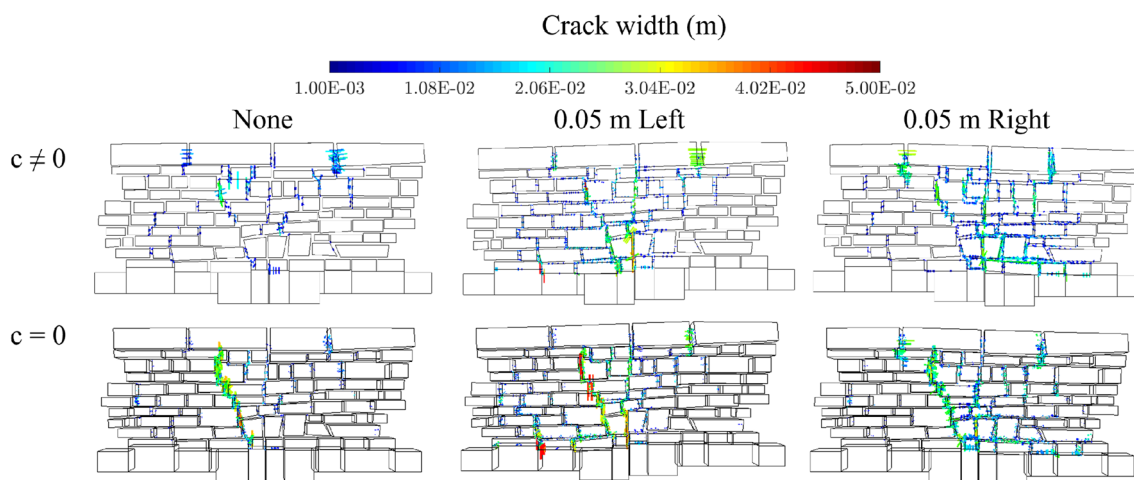 Crack width (m)
1.00E-03 1.08E-02 2.06E-02 3.04E-02 4.02E-02 5.00E-02
None 0.05 m Left 0.05 m Right
c ≠ 0
c = 0